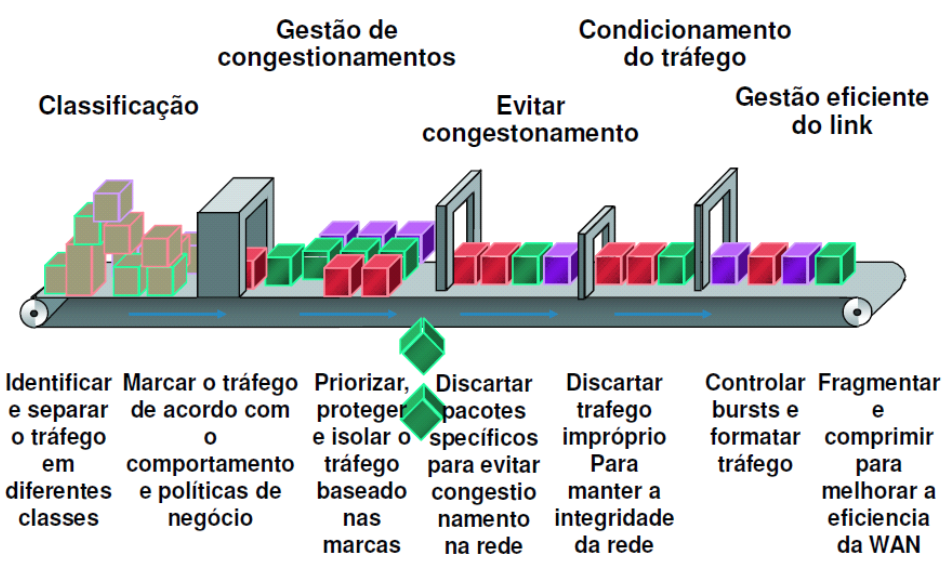 Gestão de
congestionamentos
Condicionamento
do tráfego
Classificação
Evitar
congestonamento
Gestão eficiente
do link
Identificar
e separar
o tráfego
em
diferentes
classes
Marcar o tráfego
de acordo com
o
comportamento
e políticas de
negócio
Priorizar,
proteger
e isolar o
tráfego
baseado
nas
marcas
Discartar
pacotes
específicos
para evitar
congestio
namento
na rede
Discartar
trafego
impróprio
Para
manter a
integridade
da rede
Controlar
bursts e
formatar
tráfego
Fragmentar
e
comprimir
para
melhorar a
eficiencia
da WAN